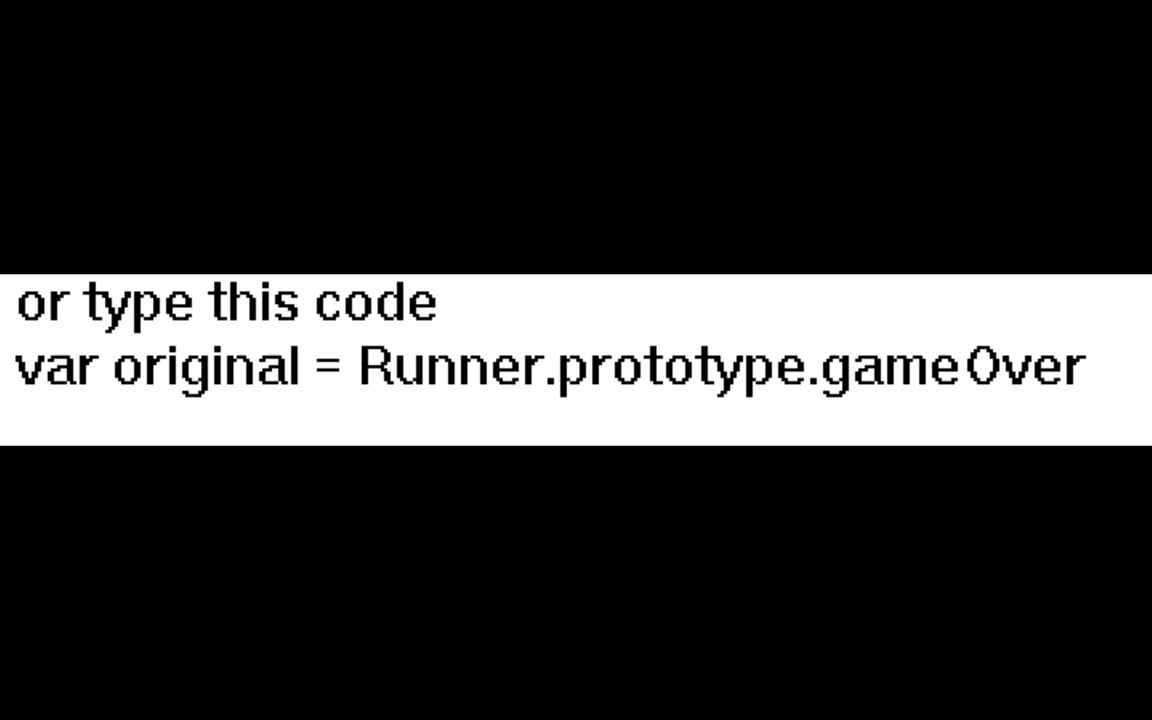 or type this code
var original = Runner.prototype.gameOver